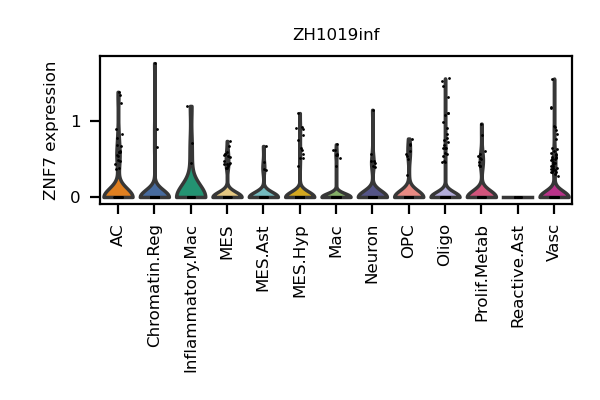 ZH1019inf
ZNF7 expression
1
0
AC
Chromatin.Reg
Inflammatory.Mac
MES
MES.Ast
MES.Hyp
Mac
Neuron
OPC
Oligo
Prolif.Metab
Reactive.Ast
Vasc